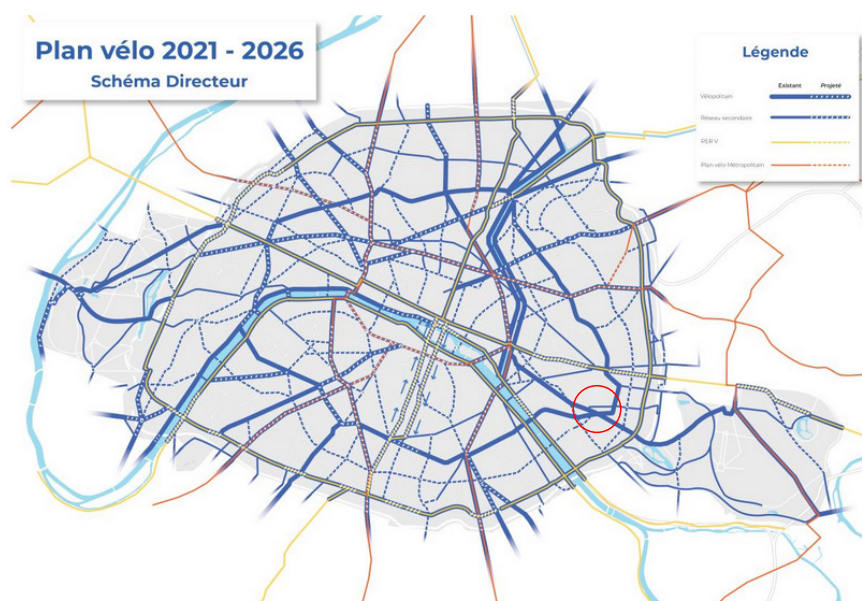 Plan vélo 2021 - 2026
Schéma Directeur
Légende
Existant Projeté
Vélopolitain
Réseau secondaire
RER V
Plan vélo Métropolitain